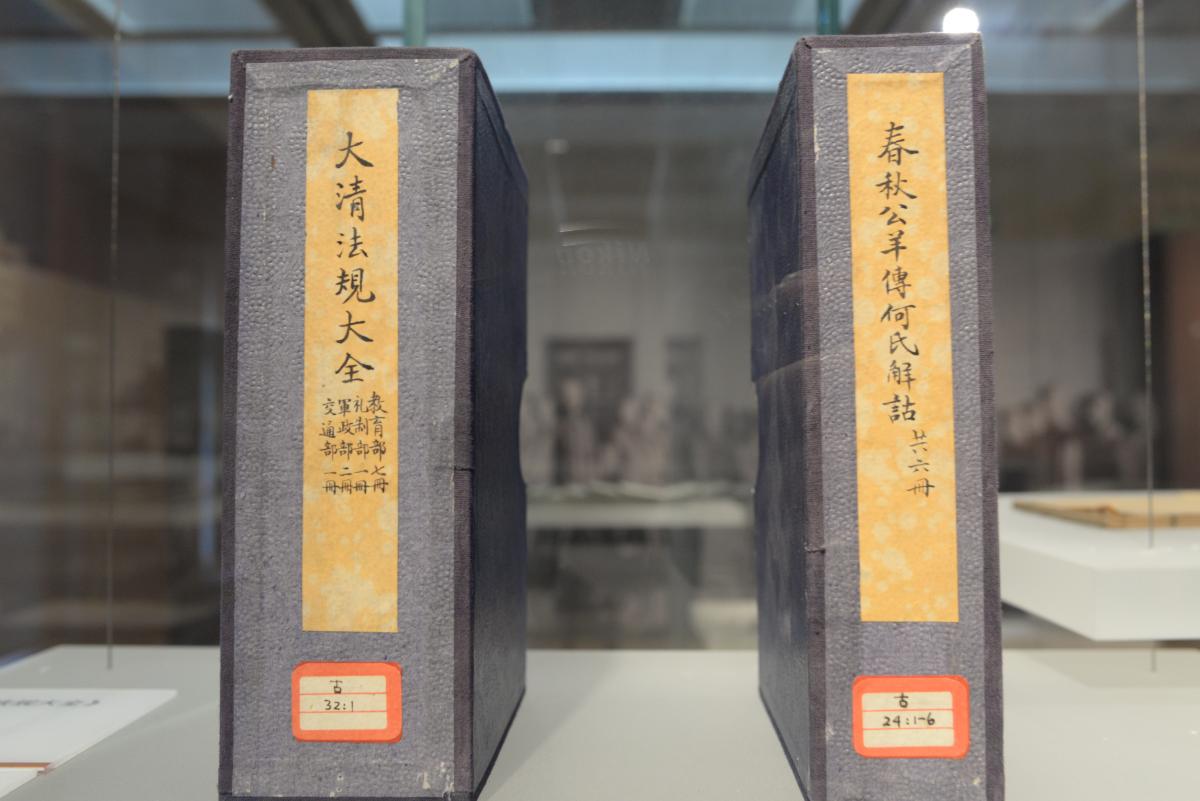 大清法規大全
教育部七冊
礼制部一冊
軍政部二冊
交通部一冊
古
32:1
春秋公羊傳何氏解詁
共六冊
古
24:1-6
Nikon